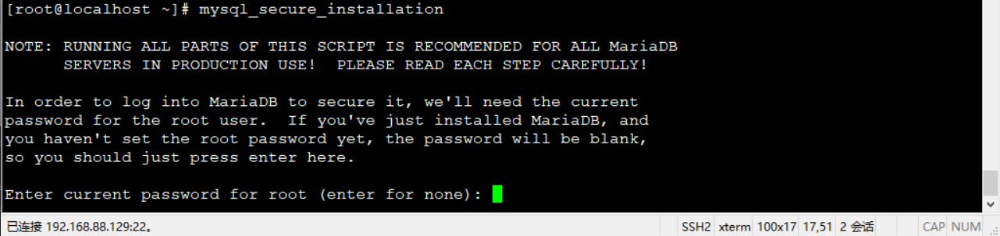 [root@localhost ~]# mysql_secure_installation
NOTE: RUNNING ALL PARTS OF THIS SCRIPT IS RECOMMENDED FOR ALL MariaDB
SERVERS IN PRODUCTION USE!  PLEASE READ EACH STEP CAREFULLY!
In order to log into MariaDB to secure it, we'll need the current
password for the root user.  If you've just installed MariaDB, and
you haven't set the root password yet, the password will be blank,
so you should just press enter here.
Enter current password for root (enter for none):
已连接 192.168.88.129:22。 SSH2 xterm 100x17 17,51 2 会话 CAP NUM